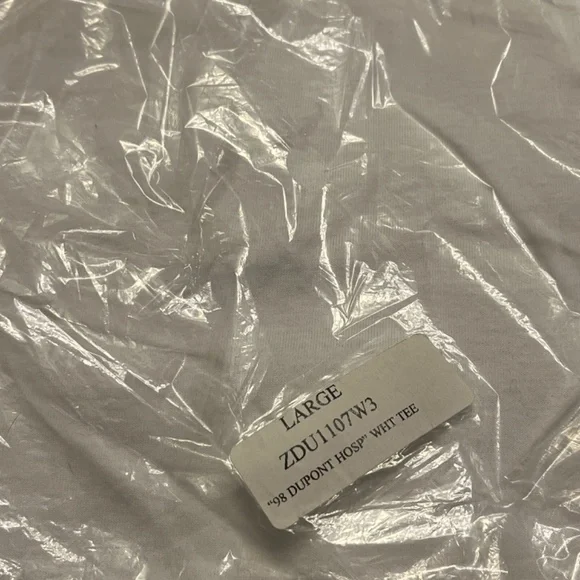 LARGE
ZDU1107W3
"98 DUPONT HOSP" WHT TEE